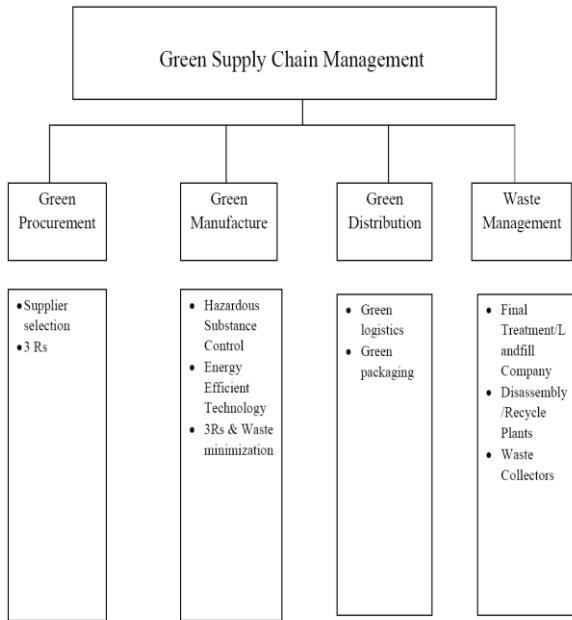 Green Supply Chain Management
Green
Procurement
Green
Manufacture
Green
Distribution
Waste
Management
●Supplier
selection
●3 Rs
● Hazardous
Substance
Control
● Energy
Efficient
Technology
● 3Rs & Waste
minimization
● Green
logistics
● Green
packaging
● Final
Treatment/L
andfill
Company
● Disassembly
/Recycle
Plants
● Waste
Collectors